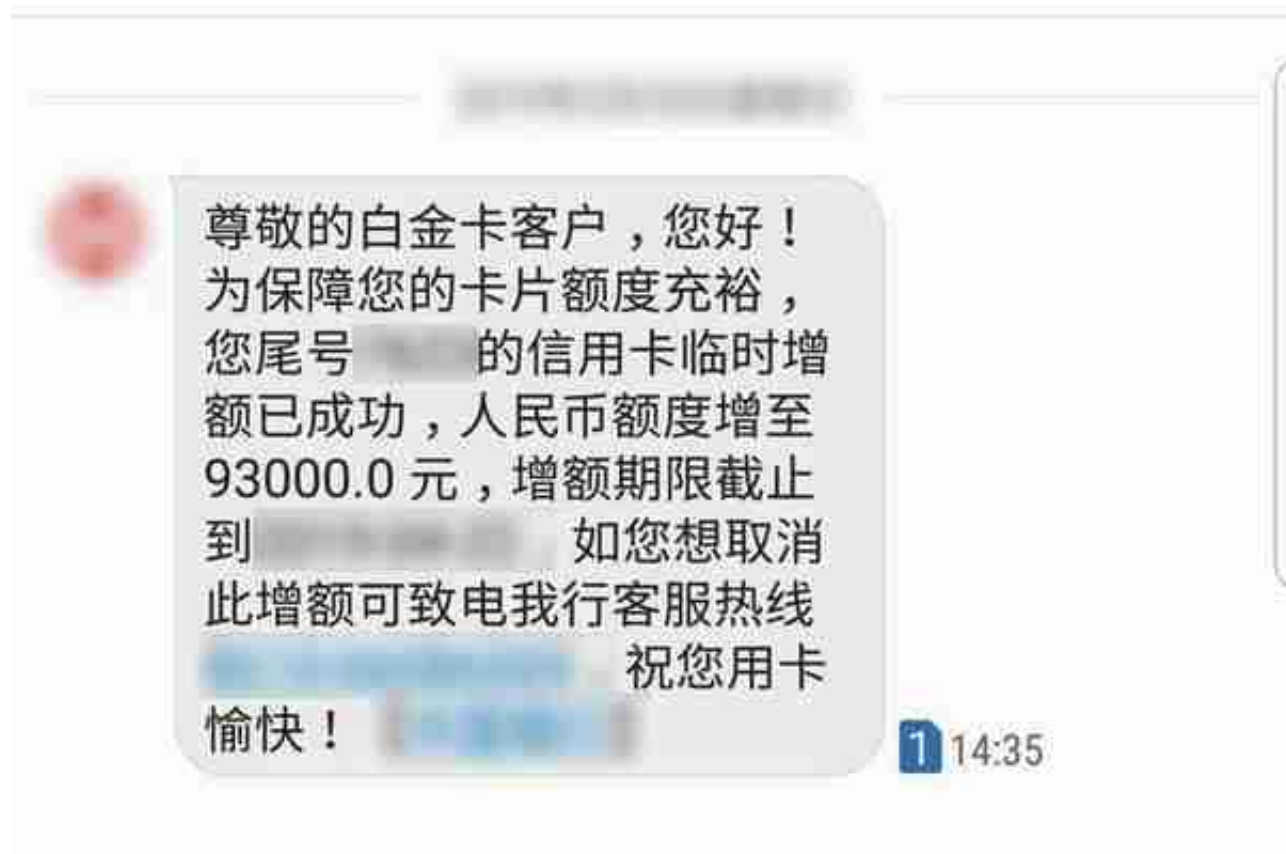 尊敬的白金卡客户，您好！
为保障您的卡片额度充裕，
您尾号 的信用卡临时增
额已成功，人民币额度增至
93000.0 元，增额期限截止
到 如您想取消
此增额可致电我行客服热线
祝您用卡
愉快！
1 14:35